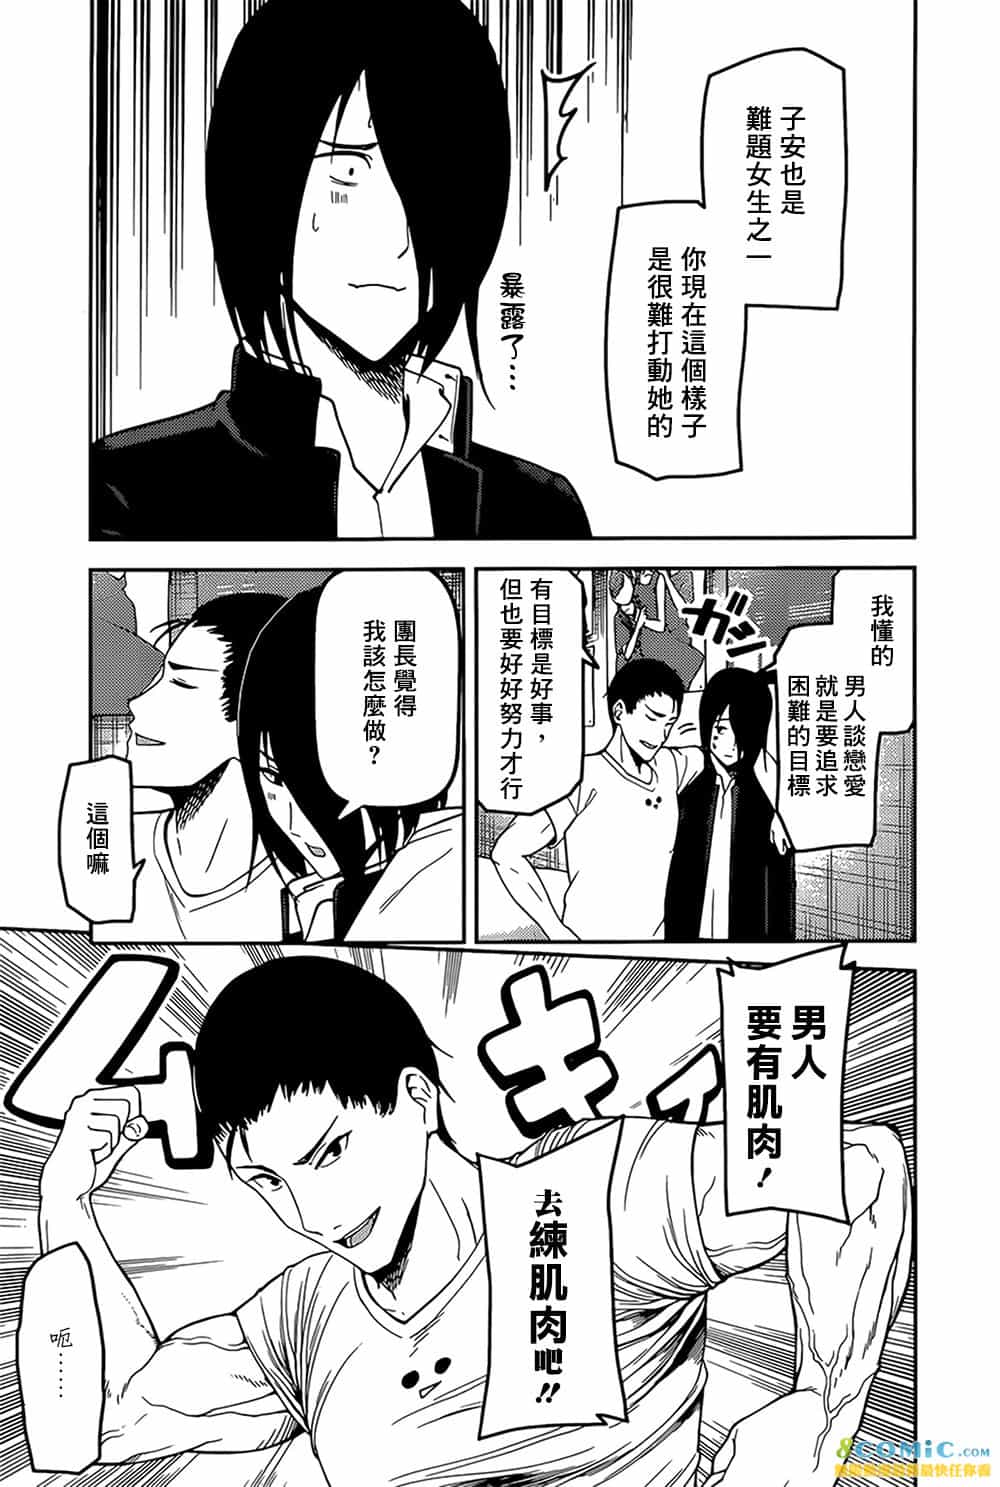 子安也是
難題女生之一
你現在這個樣子
是很難打動她的
暴露了……
我懂的
男人談戀愛
就是要追求
困難的目標
ガシッ
有目標是好事，
但也要好好努力才行
團長覺得
我該怎麼做？
這個嘛
男人
要有肌肉！
ムキィ
去練肌肉吧！！
呃……
8COMIC.COM